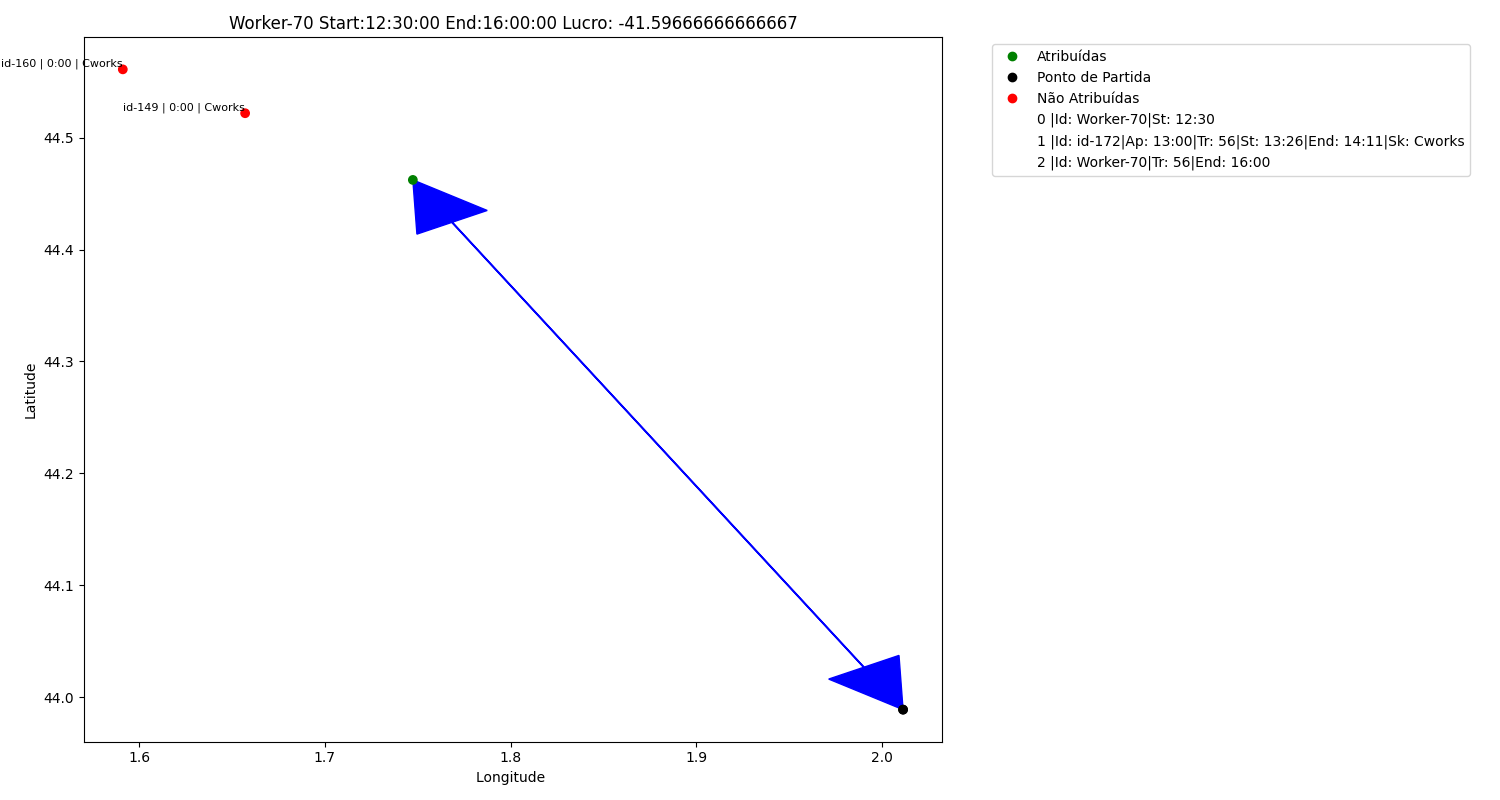 Worker-70 Start:12:30:00 End:16:00:00 Lucro: -41.59666666666667
id-160 | 0:00 | Cworks
id-149 | 0:00 | Cworks
44.5
44.4
44.3
44.2
44.1
44.0
Latitude
1.6 1.7 1.8 1.9 2.0
Longitude
Atribuídas
Ponto de Partida
Não Atribuídas
0 |Id: Worker-70|St: 12:30
1 |Id: id-172|Ap: 13:00|Tr: 56|St: 13:26|End: 14:11|Sk: Cworks
2 |Id: Worker-70|Tr: 56|End: 16:00